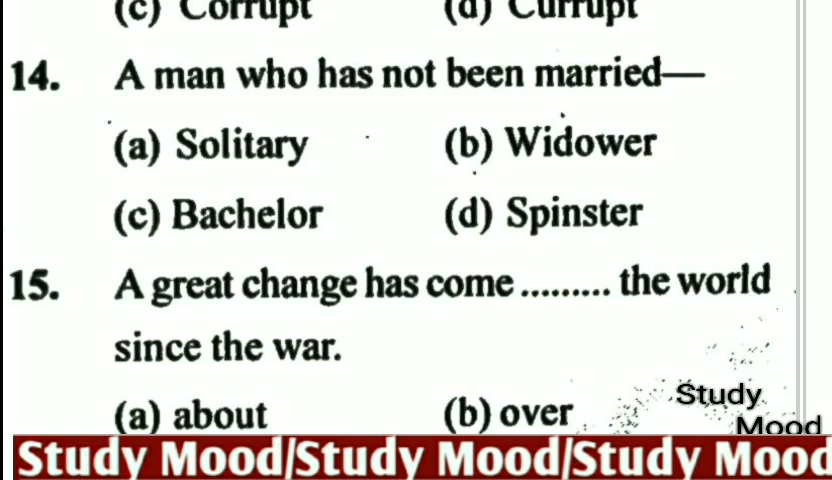 (c) Corrupt (d) Currupt
14. A man who has not been married—
(a) Solitary (b) Widower
(c) Bachelor (d) Spinster
15. A great change has come ......... the world
since the war.
(a) about (b) over
Study
Mood
Study Mood/Study Mood/Study Mood